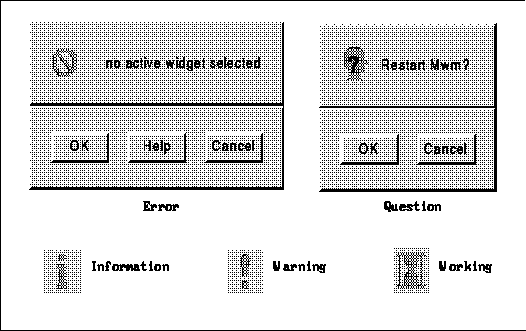 no active widget selected
OK Help Cancel
Error
Restart Mwm?
OK Cancel
Question
Information
Warning
Working